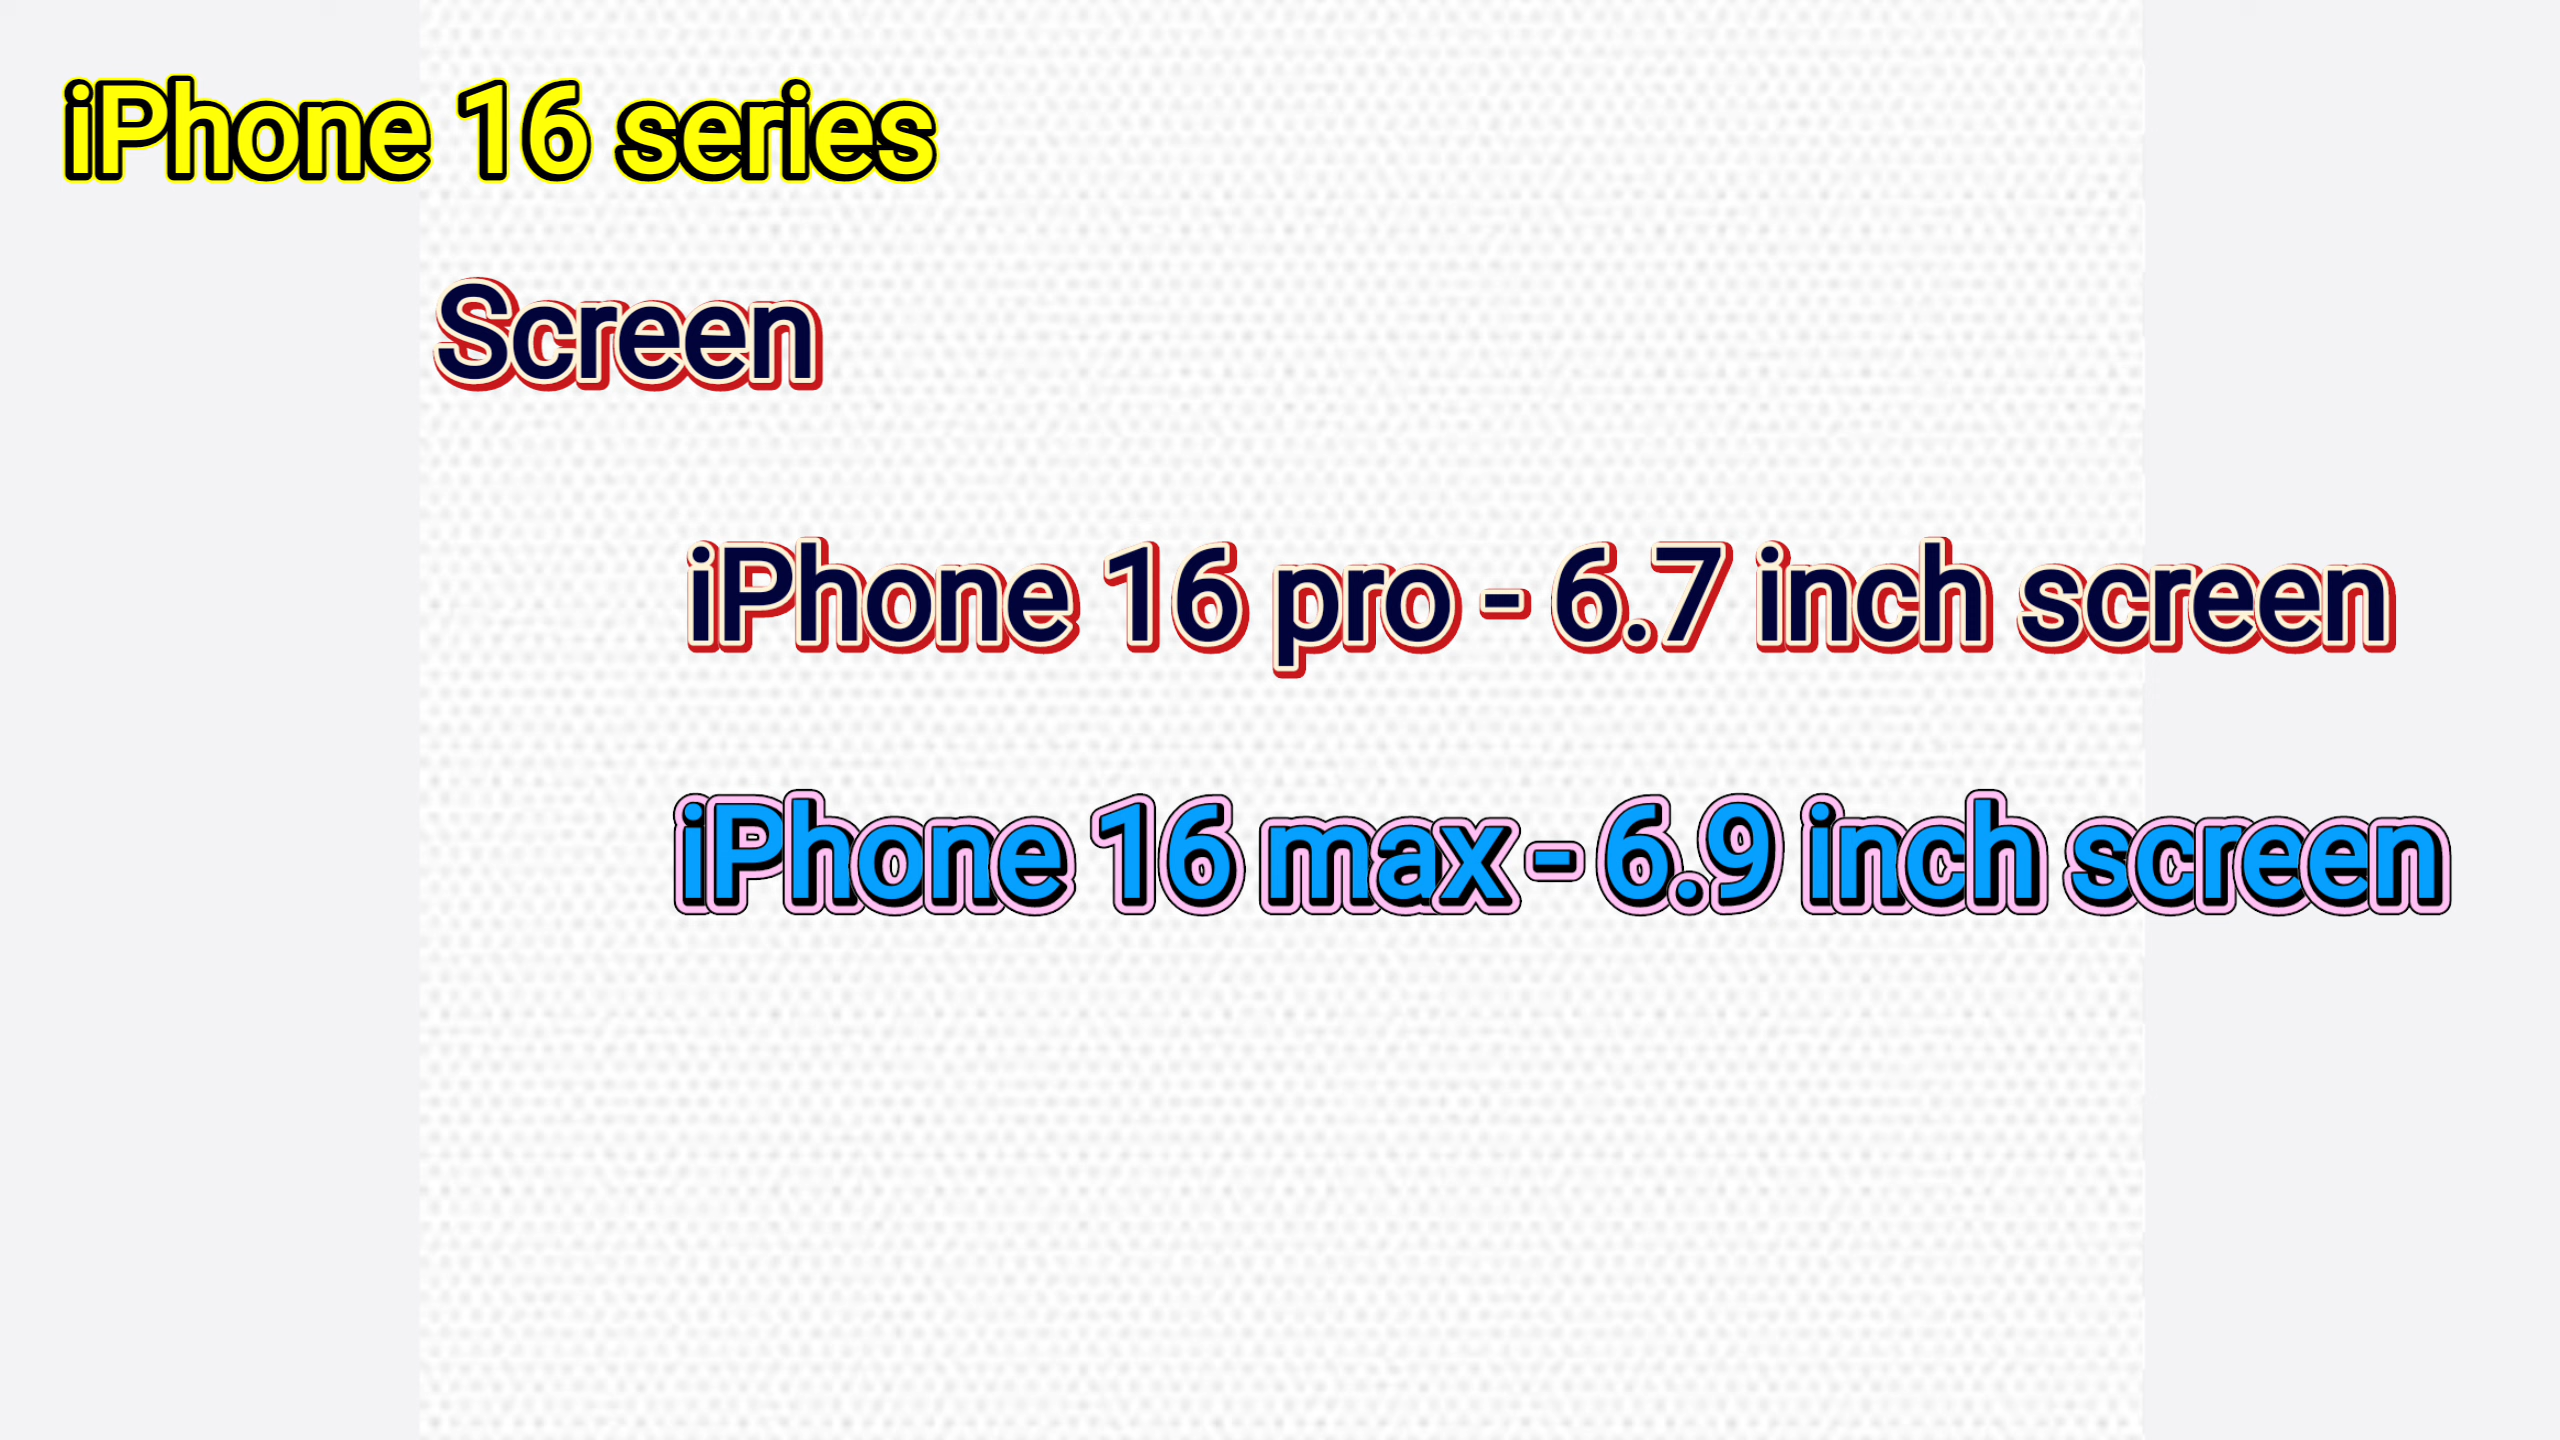 iPhone 16 series
Screen
iPhone 16 pro - 6.7 inch screen
iPhone 16 max - 6.9 inch screen